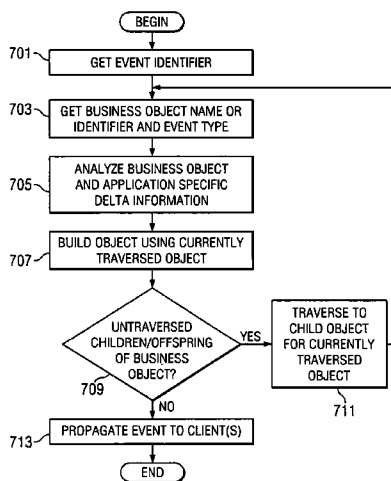 BEGIN
701
GET EVENT IDENTIFIER
703
GET BUSINESS OBJECT NAME OR
IDENTIFIER AND EVENT TYPE
705
ANALYZE BUSINESS OBJECT
AND APPLICATION SPECIFIC
DELTA INFORMATION
707
BUILD OBJECT USING CURRENTLY
TRAVERSED OBJECT
UNTRAVERSED
CHILDREN/OFFSPRING
OF BUSINESS
OBJECT?
709
YES
TRAVERSE TO
CHILD OBJECT
FOR CURRENTLY
TRAVERSED
OBJECT
711
NO
713
PROPAGATE EVENT TO CLIENT(S)
END